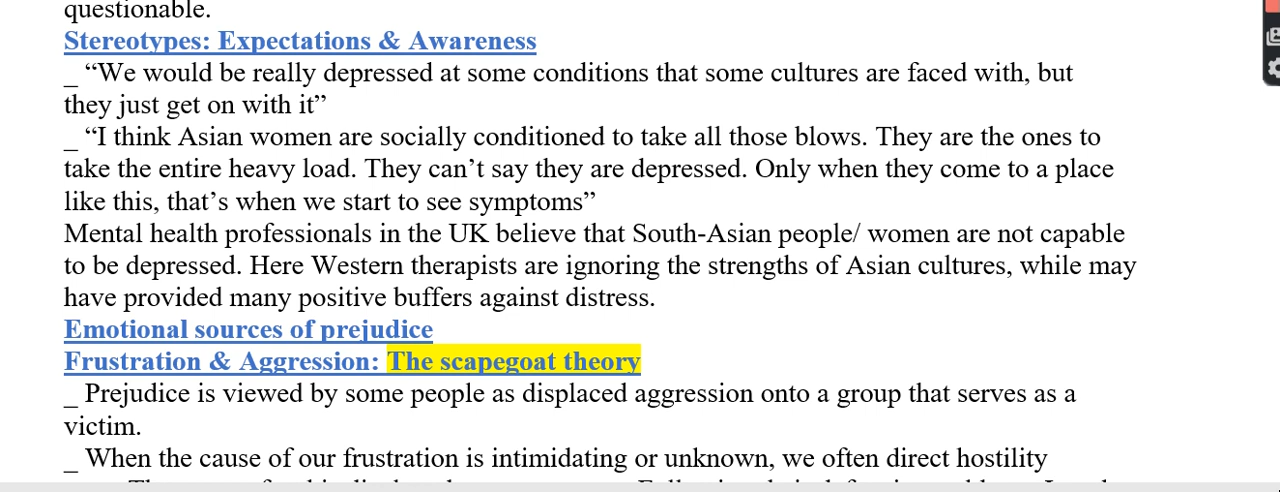 questionable.
Stereotypes: Expectations & Awareness
_ “We would be really depressed at some conditions that some cultures are faced with, but
they just get on with it”
_ “I think Asian women are socially conditioned to take all those blows. They are the ones to
take the entire heavy load. They can’t say they are depressed. Only when they come to a place
like this, that’s when we start to see symptoms”
Mental health professionals in the UK believe that South-Asian people/ women are not capable
to be depressed. Here Western therapists are ignoring the strengths of Asian cultures, while may
have provided many positive buffers against distress.
Emotional sources of prejudice
Frustration & Aggression: The scapegoat theory
_ Prejudice is viewed by some people as displaced aggression onto a group that serves as a
victim.
_ When the cause of our frustration is intimidating or unknown, we often direct hostility